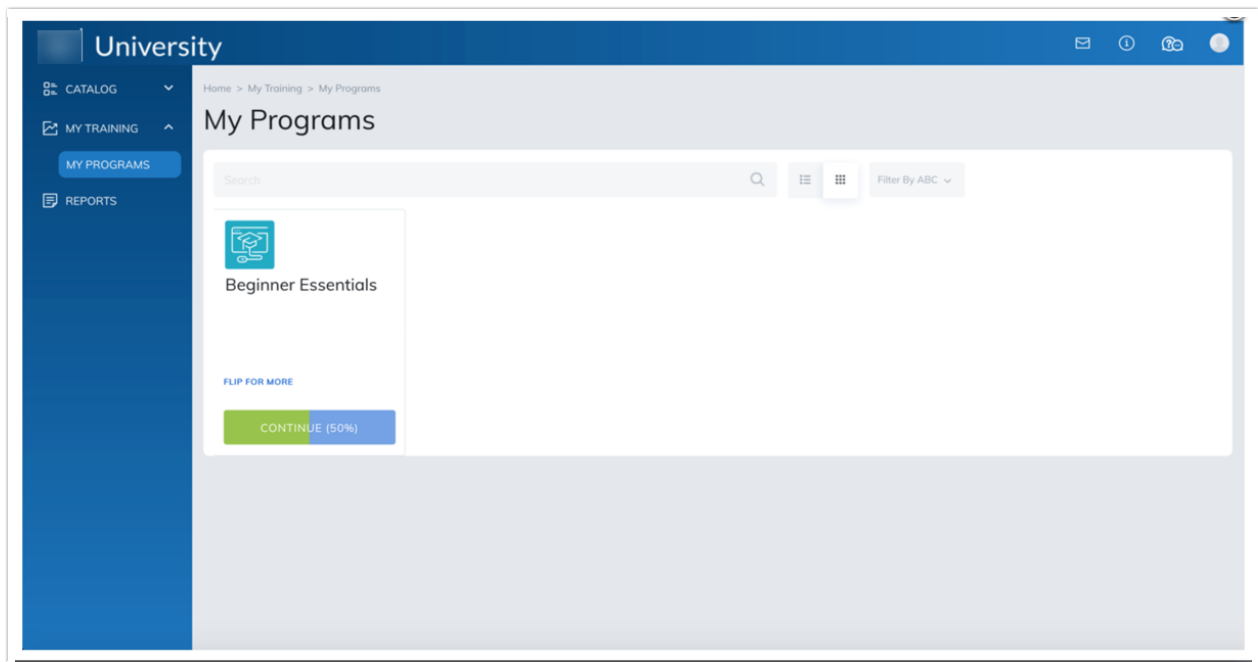 University
CATALOG
MY TRAINING
MY PROGRAMS
REPORTS
Home > My Training > My Programs
My Programs
Search
Filter By ABC
Beginner Essentials
FLIP FOR MORE
CONTINUE (50%)